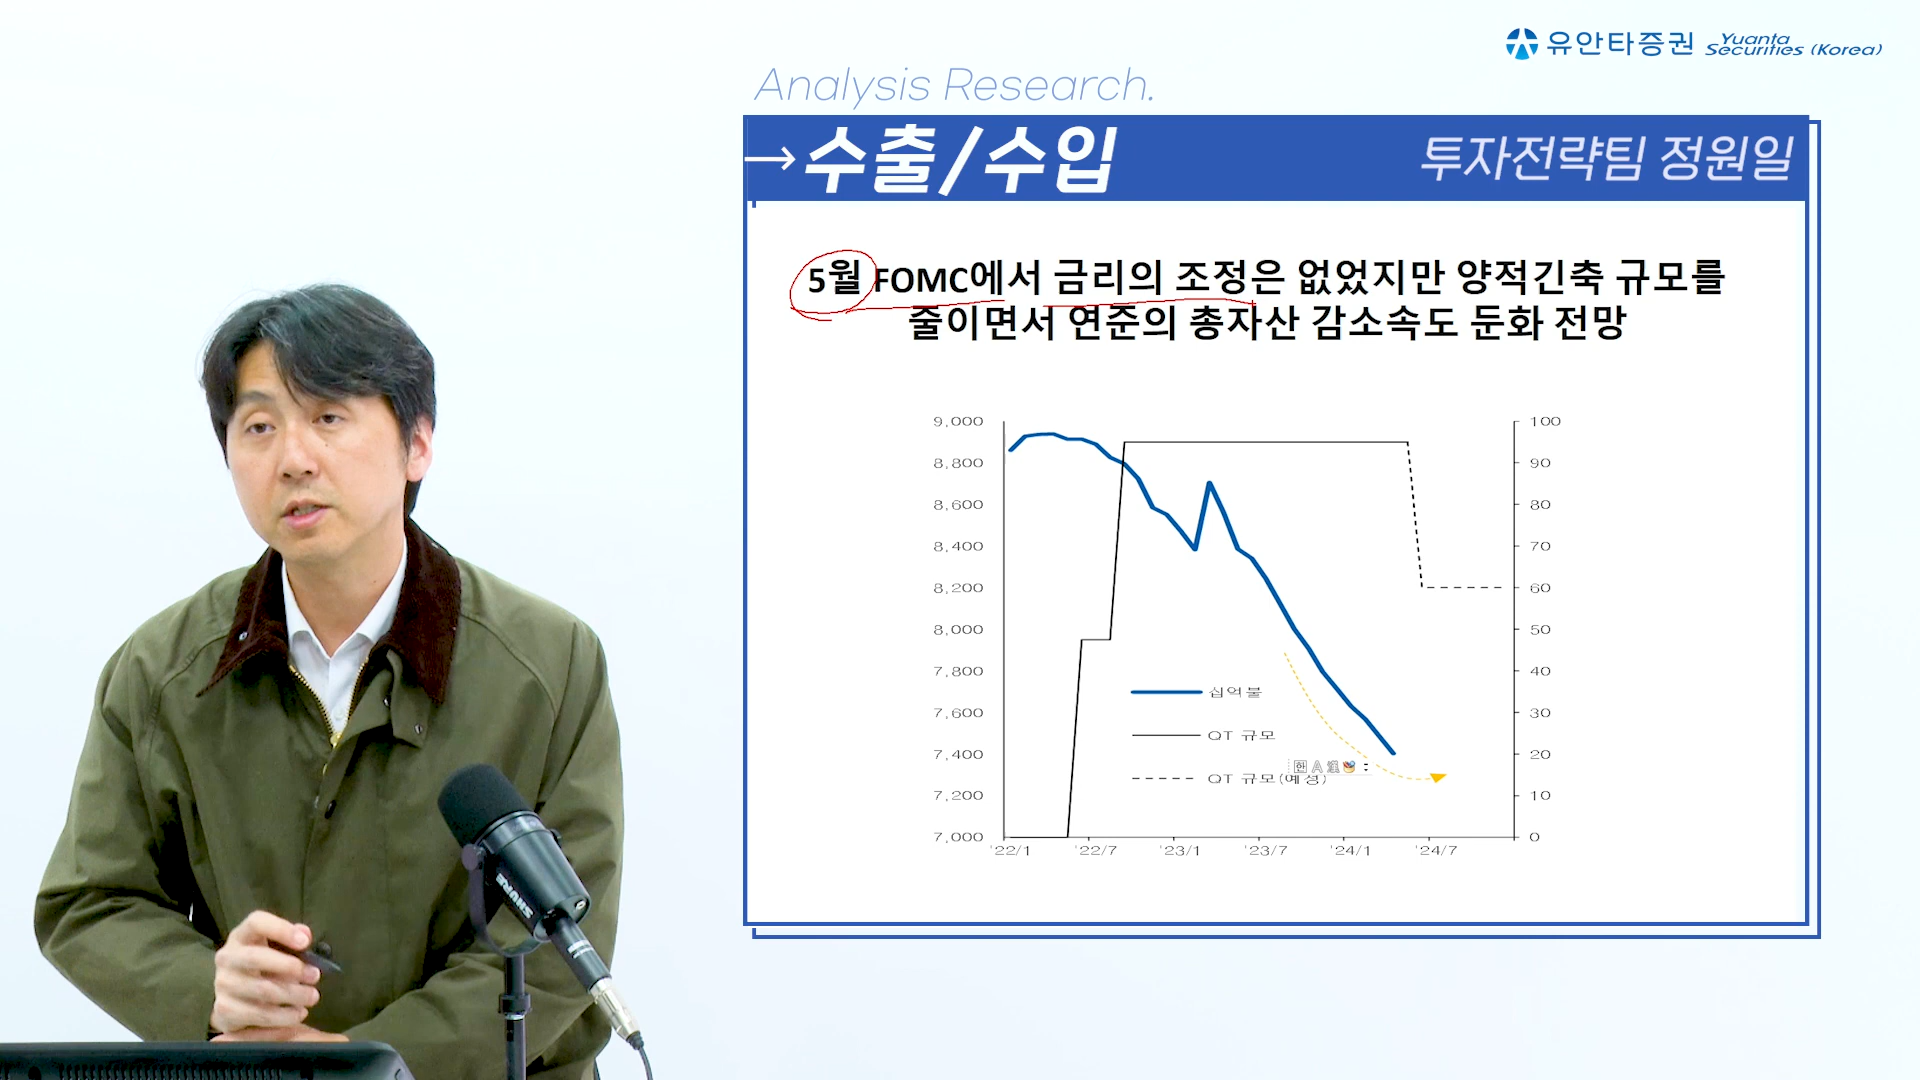 유안타증권 Yuanta Securities (Korea)
Analysis Research.
→수출/수입
투자전략팀 정원일
5월 FOMC에서 금리의 조정은 없었지만 양적긴축 규모를
줄이면서 연준의 총자산 감소속도 둔화 전망
9,000
8,800
8,600
8,400
8,200
8,000
7,800
7,600
7,400
7,200
7,000
100
90
80
70
60
50
40
30
20
10
0
십억불
QT 규모
QT 규모(예정)
한 A 漢
'22/1 '22/7 '23/1 '23/7 '24/1 '24/7
SHURE